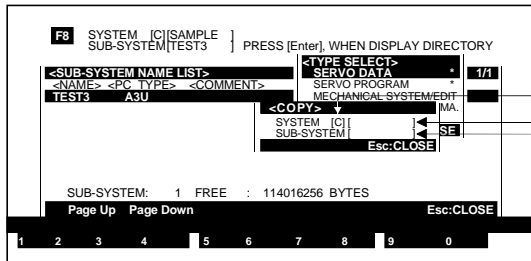 F8 SYSTEM [C][SAMPLE ]
SUB-SYSTEM[TEST3 ] PRESS [Enter], WHEN DISPLAY DIRECTORY
<TYPE SELECT>
<SUB-SYSTEM NAME LIST> SERVO DATA * 1/1
<NAME> <PC TYPE> <COMMENT> SERVO PROGRAM *
MECHANICAL SYSTEM/EDIT
TEST3 A3U
<COPY> MA.
SYSTEM [C] [ ]
SUB-SYSTEM [ ] SE
Esc:CLOSE
SUB-SYSTEM: 1 FREE : 114016256 BYTES
Page Up Page Down Esc:CLOSE
1 2 3 4 5 6 7 8 9 0